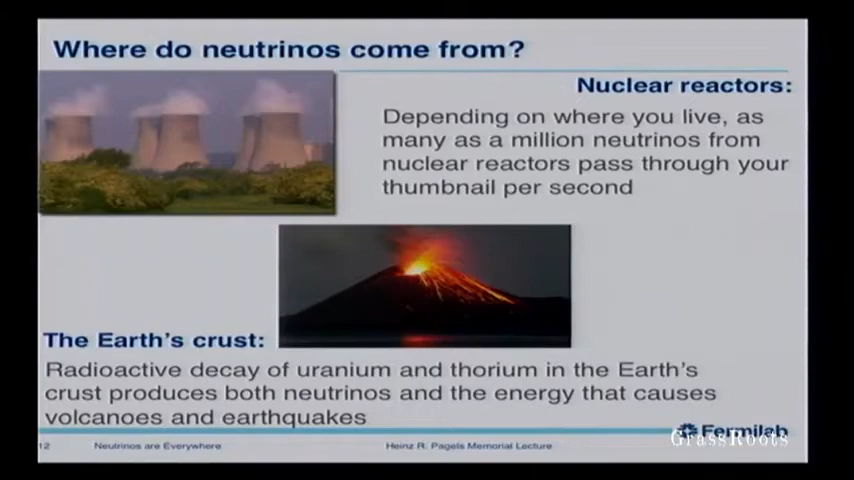 Where do neutrinos come from?
Nuclear reactors:
Depending on where you live, as
many as a million neutrinos from
nuclear reactors pass through your
thumbnail per second
The Earth's crust:
Radioactive decay of uranium and thorium in the Earth's
crust produces both neutrinos and the energy that causes
volcanoes and earthquakes
12 Neutrinos are Everywhere Heinz R. Pagels Memorial Lecture
Fermilab
GrassRoots